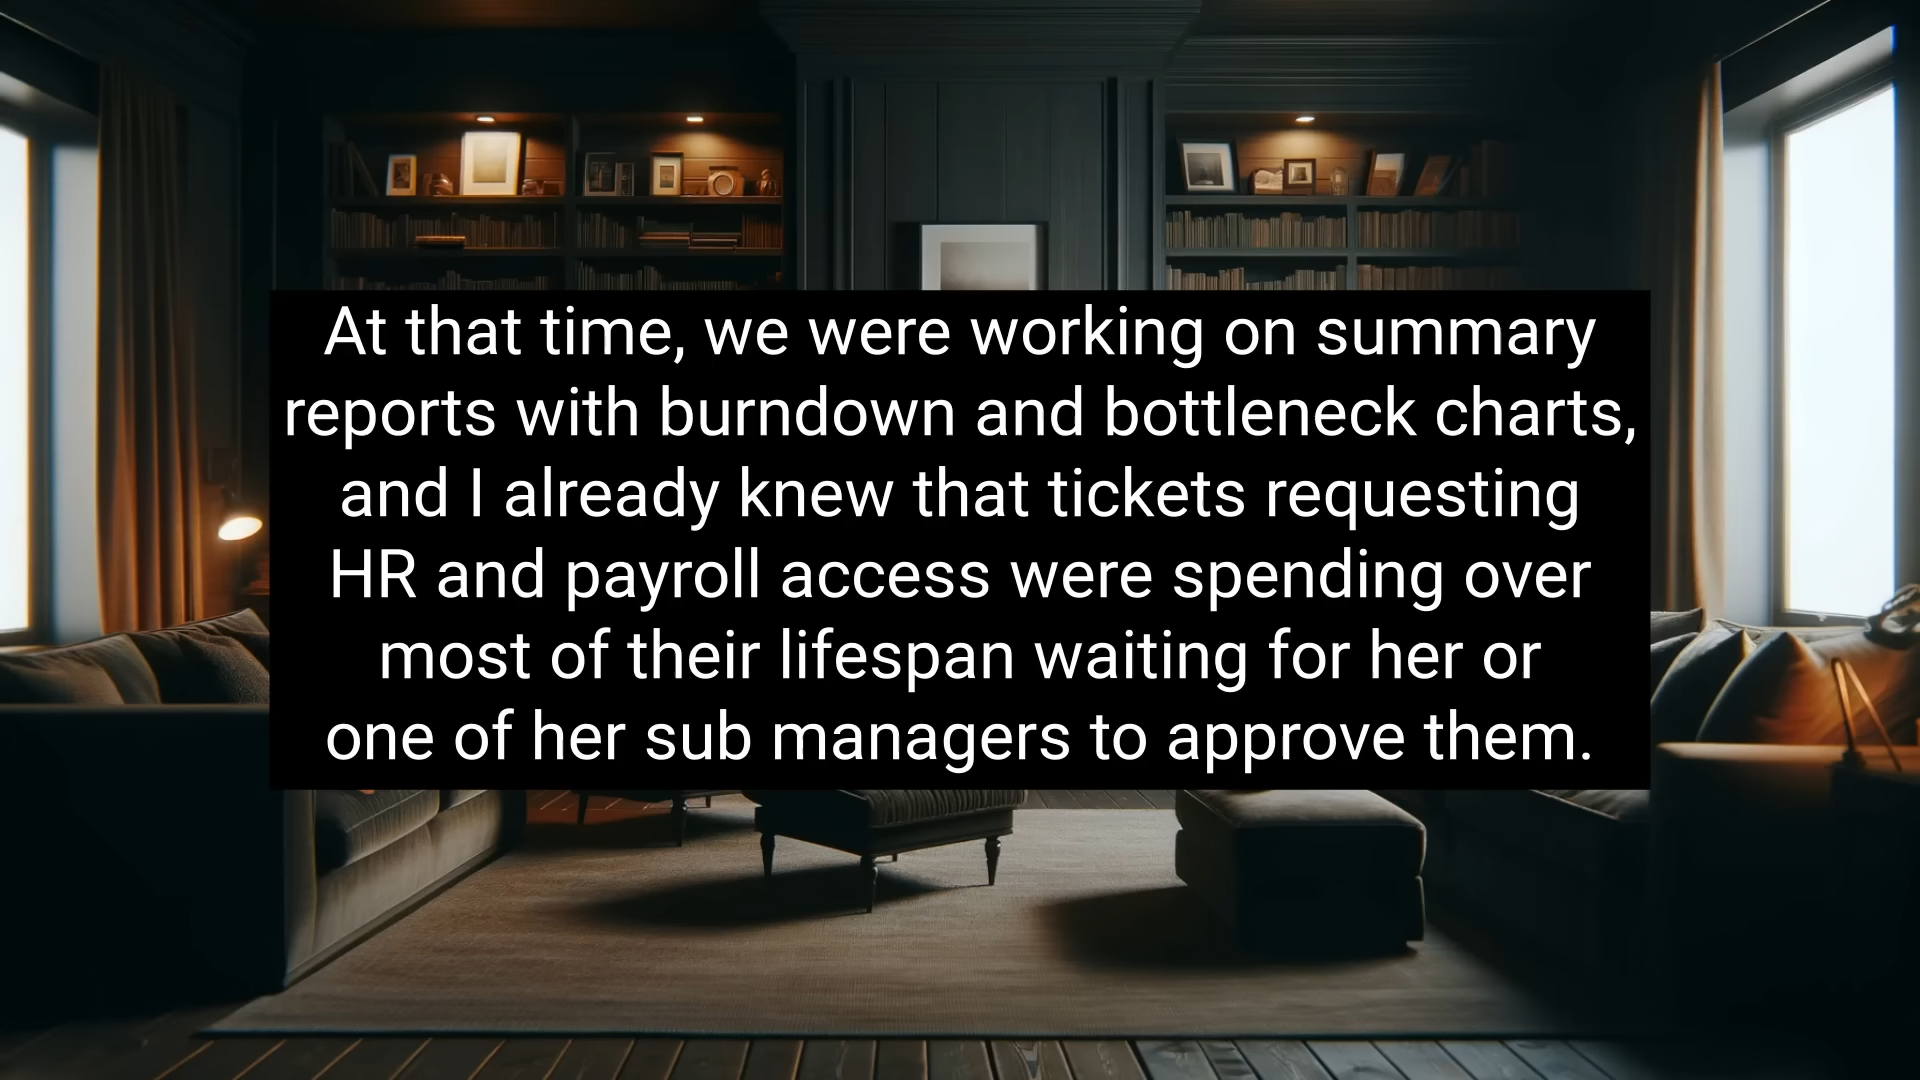 At that time, we were working on summary
reports with burndown and bottleneck charts,
and I already knew that tickets requesting
HR and payroll access were spending over
most of their lifespan waiting for her or
one of her sub managers to approve them.